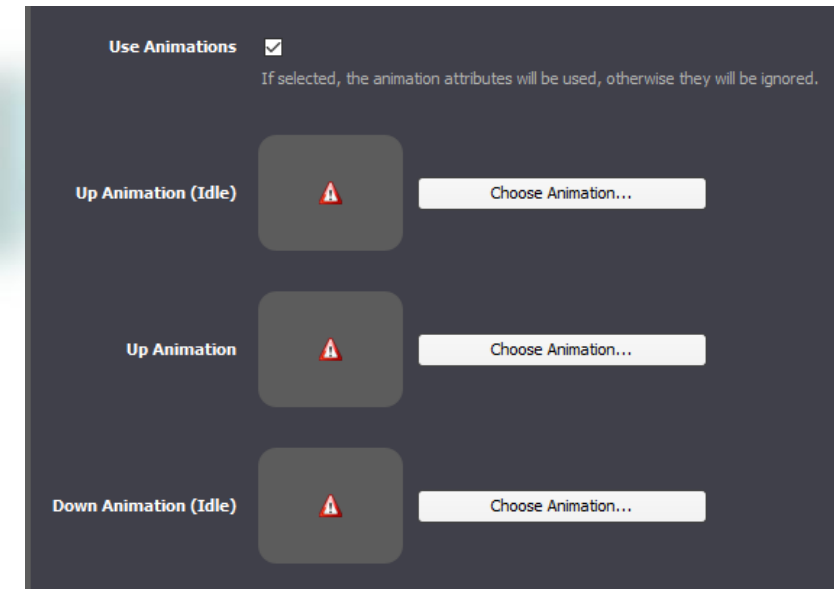 Use Animations
If selected, the animation attributes will be used, otherwise they will be ignored.
Up Animation (Idle)
Choose Animation...
Up Animation
Choose Animation...
Down Animation (Idle)
Choose Animation...